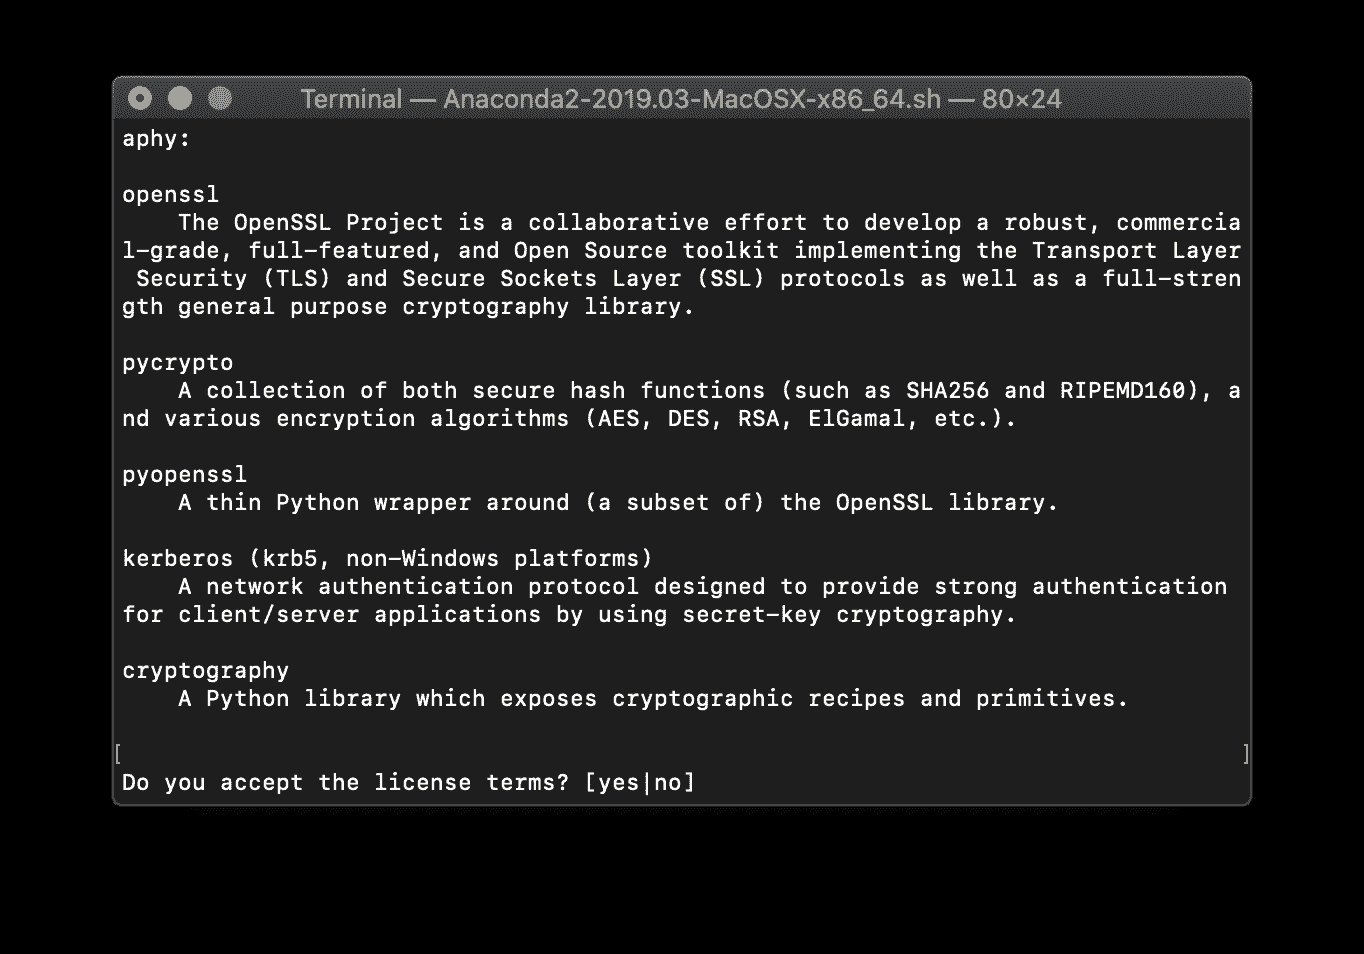 Terminal — Anaconda2-2019.03-MacOSX-x86_64.sh — 80×24
aphy:
openssl
The OpenSSL Project is a collaborative effort to develop a robust, commercia
l-grade, full-featured, and Open Source toolkit implementing the Transport Layer
Security (TLS) and Secure Sockets Layer (SSL) protocols as well as a full-stren
gth general purpose cryptography library.
pycrypto
A collection of both secure hash functions (such as SHA256 and RIPEMD160), a
nd various encryption algorithms (AES, DES, RSA, ElGamal, etc.).
pyopenssl
A thin Python wrapper around (a subset of) the OpenSSL library.
kerberos (krb5, non-Windows platforms)
A network authentication protocol designed to provide strong authentication
for client/server applications by using secret-key cryptography.
cryptography
A Python library which exposes cryptographic recipes and primitives.
[ ]
Do you accept the license terms? [yes|no]